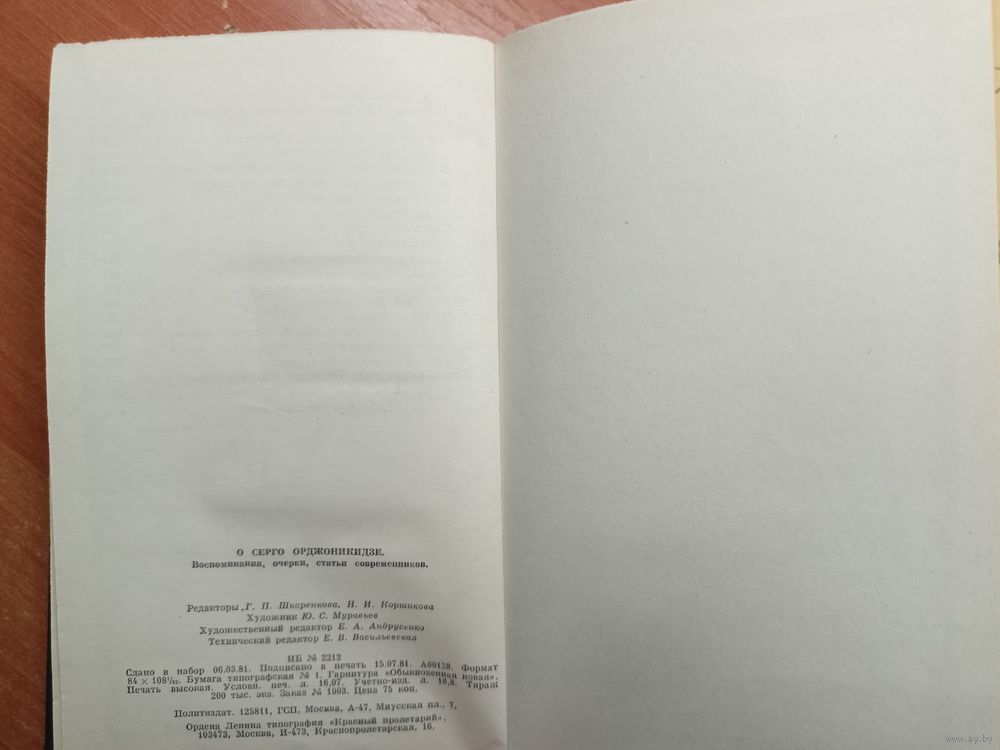 О СЕРГО ОРДЖОНИКИДЗЕ.
Воспоминания, очерки, статьи современников.
Редакторы Г. П. Шкаренкова, Н. И. Коршикова
Художник Ю. С. Муравьев
Художественный редактор Е. А. Андрусенко
Технический редактор Е. В. Васильевская
ИБ № 2212
Сдано в набор 06.03.81. Подписано в печать 15.07.81. А00128. Формат
84 × 108¹/₃₂. Бумага типографская № 1. Гарнитура «Обыкновенная новая».
Печать высокая. Условн. печ. л. 16,07. Учетно-изд. л. 16,8. Тираж
200 тыс. экз. Заказ № 1003. Цена 75 коп.
Политиздат. 125811, ГСП, Москва, А-47, Миусская пл., 7.
Ордена Ленина типография «Красный пролетарий».
103473, Москва, И-473, Краснопролетарская, 16.
www.ay.by